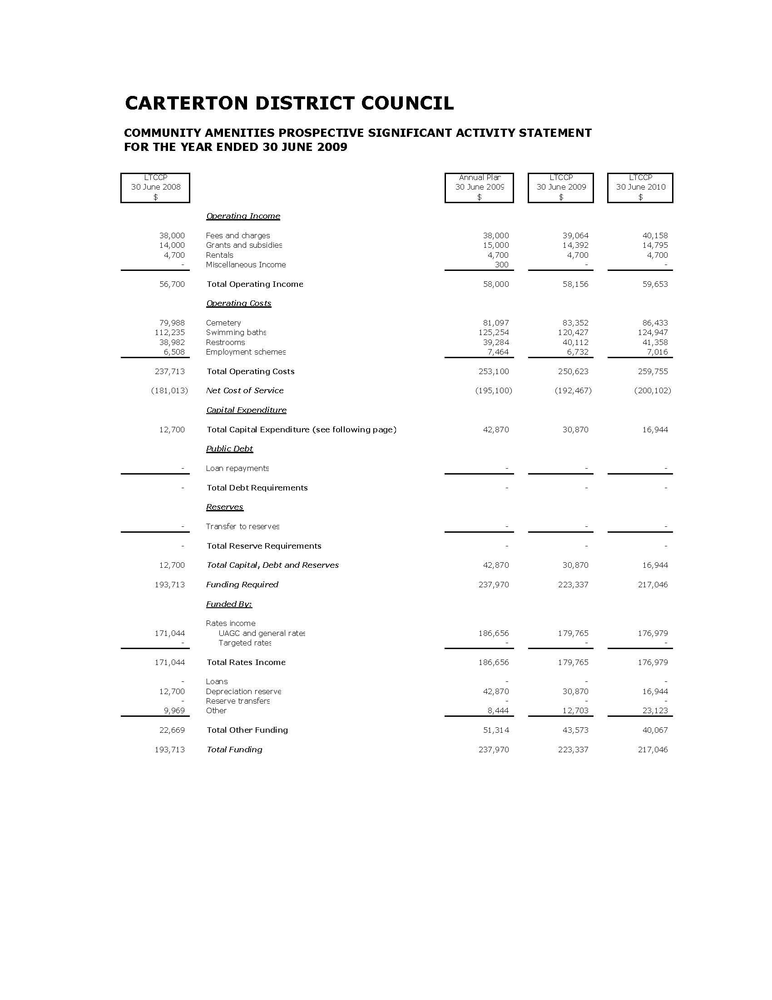 CARTERTON DISTRICT COUNCIL
COMMUNITY AMENITIES PROSPECTIVE SIGNIFICANT ACTIVITY STATEMENT
FOR THE YEAR ENDED 30 JUNE 2009
LTCCP Annual Plan LTCCP LTCCP
30 June 2008 30 June 2009 30 June 2009 30 June 2010
$ $ $ $
Operating Income
38,000 Fees and charges 38,000 39,064 40,158
14,000 Grants and subsidies 15,000 14,392 14,795
4,700 Rentals 4,700 4,700 4,700
- Miscellaneous Income 300 - -
56,700 Total Operating Income 58,000 58,156 59,653
Operating Costs
79,988 Cemetery 81,097 83,352 86,433
112,235 Swimming baths 125,254 120,427 124,947
38,982 Restrooms 39,284 40,112 41,358
6,508 Employment schemes 7,464 6,732 7,016
237,713 Total Operating Costs 253,100 250,623 259,755
(181,013) Net Cost of Service (195,100) (192,467) (200,102)
Capital Expenditure
12,700 Total Capital Expenditure (see following page) 42,870 30,870 16,944
Public Debt
- Loan repayments - - -
- Total Debt Requirements - - -
Reserves
- Transfer to reserves - - -
- Total Reserve Requirements - - -
12,700 Total Capital, Debt and Reserves 42,870 30,870 16,944
193,713 Funding Required 237,970 223,337 217,046
Funded By:
Rates income
171,044 UAGC and general rates 186,656 179,765 176,979
- Targeted rates - - -
171,044 Total Rates Income 186,656 179,765 176,979
- Loans - - -
12,700 Depreciation reserve 42,870 30,870 16,944
- Reserve transfers - - -
9,969 Other 8,444 12,703 23,123
22,669 Total Other Funding 51,314 43,573 40,067
193,713 Total Funding 237,970 223,337 217,046